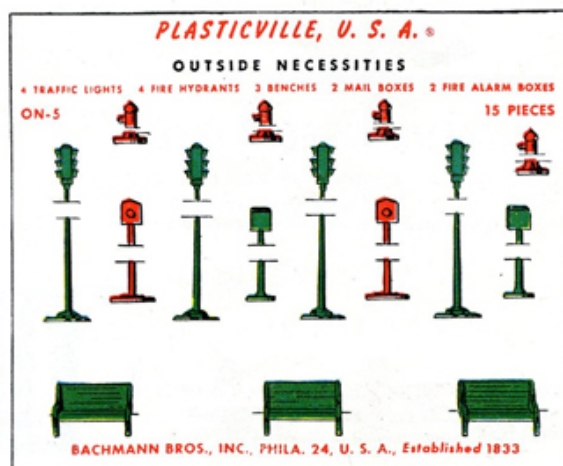 PLASTICVILLE, U. S. A. ®
OUTSIDE NECESSITIES
4 TRAFFIC LIGHTS 4 FIRE HYDRANTS 3 BENCHES 2 MAIL BOXES 2 FIRE ALARM BOXES
ON-5 15 PIECES
BACHMANN BROS., INC., PHILA. 24, U. S. A., Established 1833